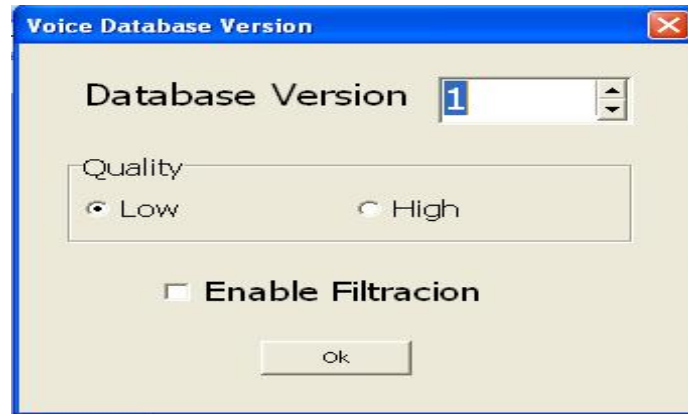 Voice Database Version
Database Version 1
Quality
Low High
Enable Filtracion
Ok